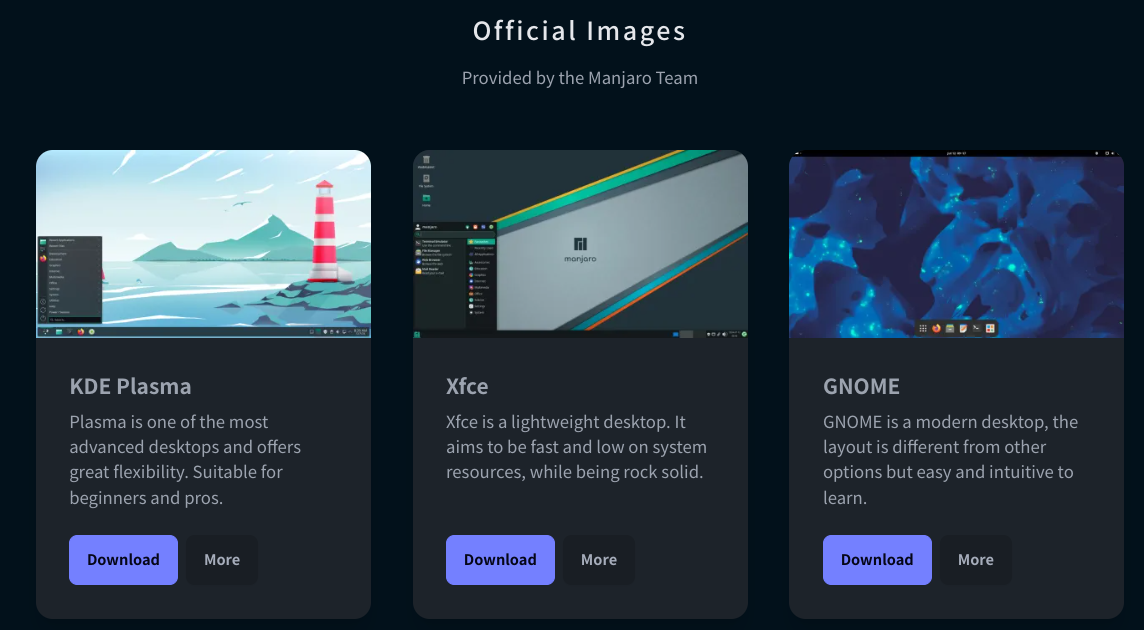 Official Images
Provided by the Manjaro Team
manjaro
manjaro
KDE Plasma
Plasma is one of the most
advanced desktops and offers
great flexibility. Suitable for
beginners and pros.
Download
More
Xfce
Xfce is a lightweight desktop. It
aims to be fast and low on system
resources, while being rock solid.
Download
More
GNOME
GNOME is a modern desktop, the
layout is different from other
options but easy and intuitive to
learn.
Download
More